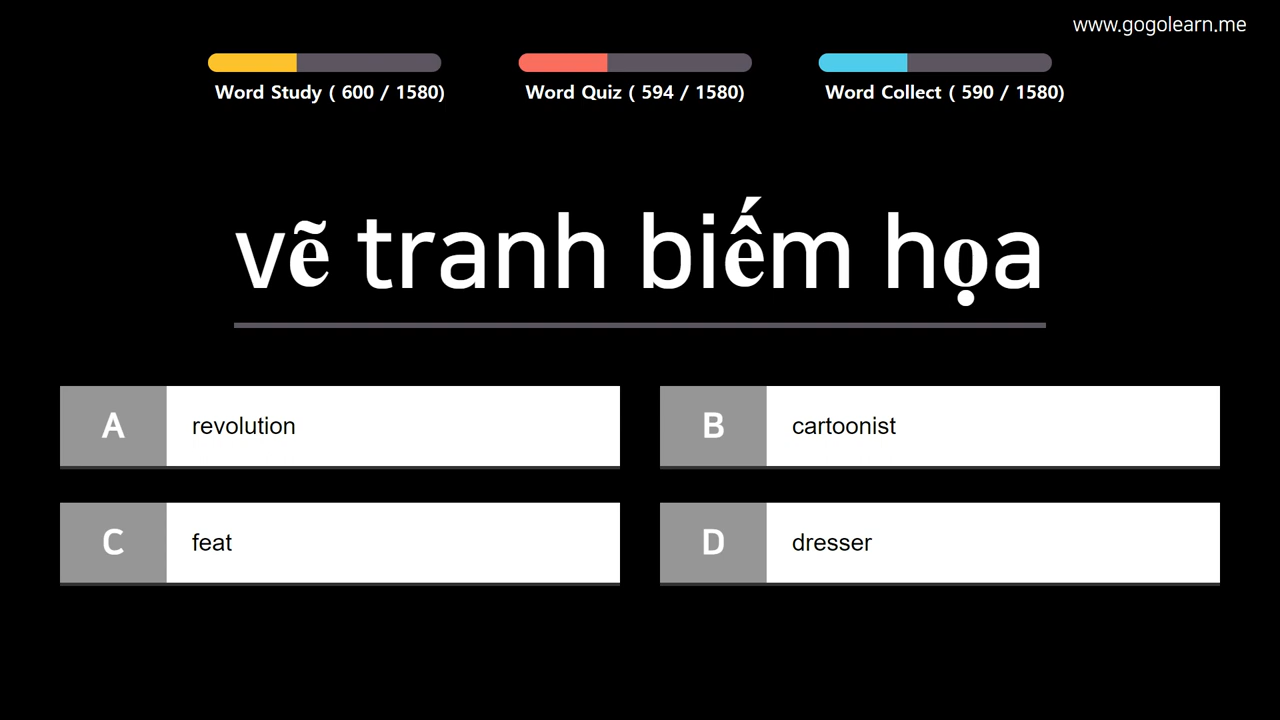 www.gogolearn.me
Word Study ( 600 / 1580)
Word Quiz ( 594 / 1580)
Word Collect ( 590 / 1580)
vẽ tranh biếm họa
A revolution
B cartoonist
C feat
D dresser